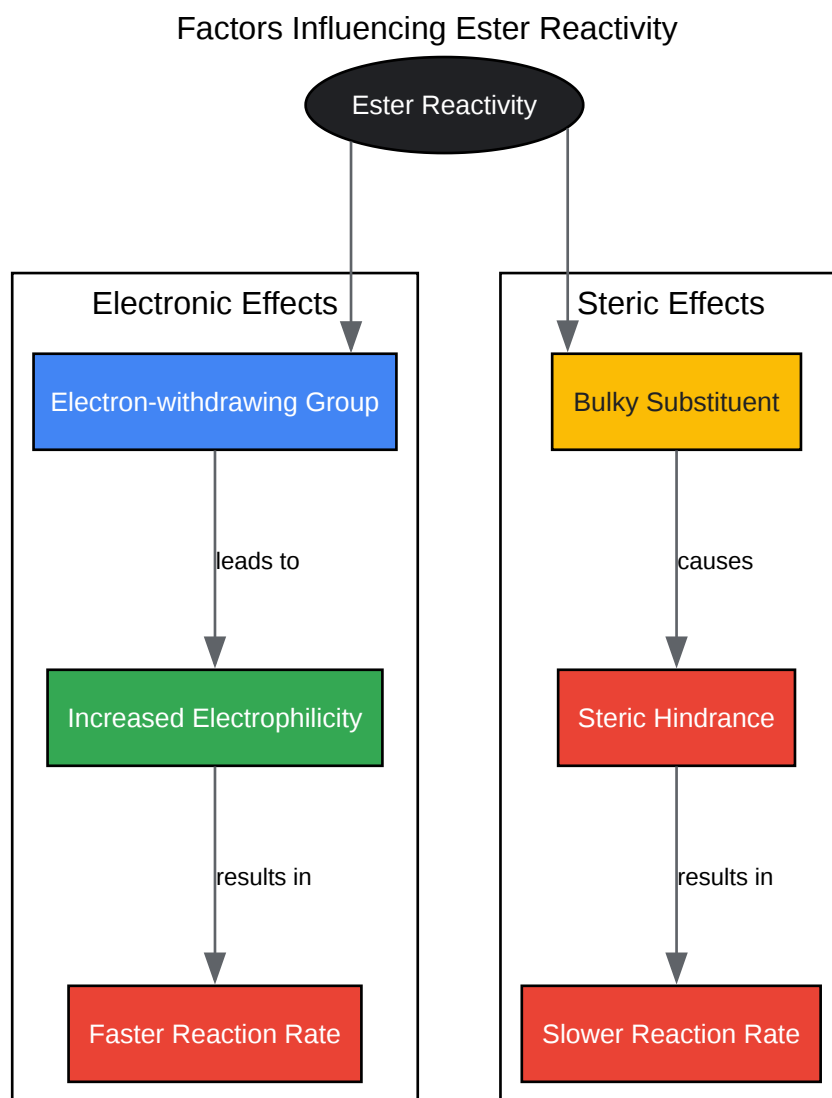 Factors Influencing Ester Reactivity
Ester Reactivity
Electronic Effects
Electron-withdrawing Group
leads to
Increased Electrophilicity
results in
Faster Reaction Rate
Steric Effects
Bulky Substituent
causes
Steric Hindrance
results in
Slower Reaction Rate